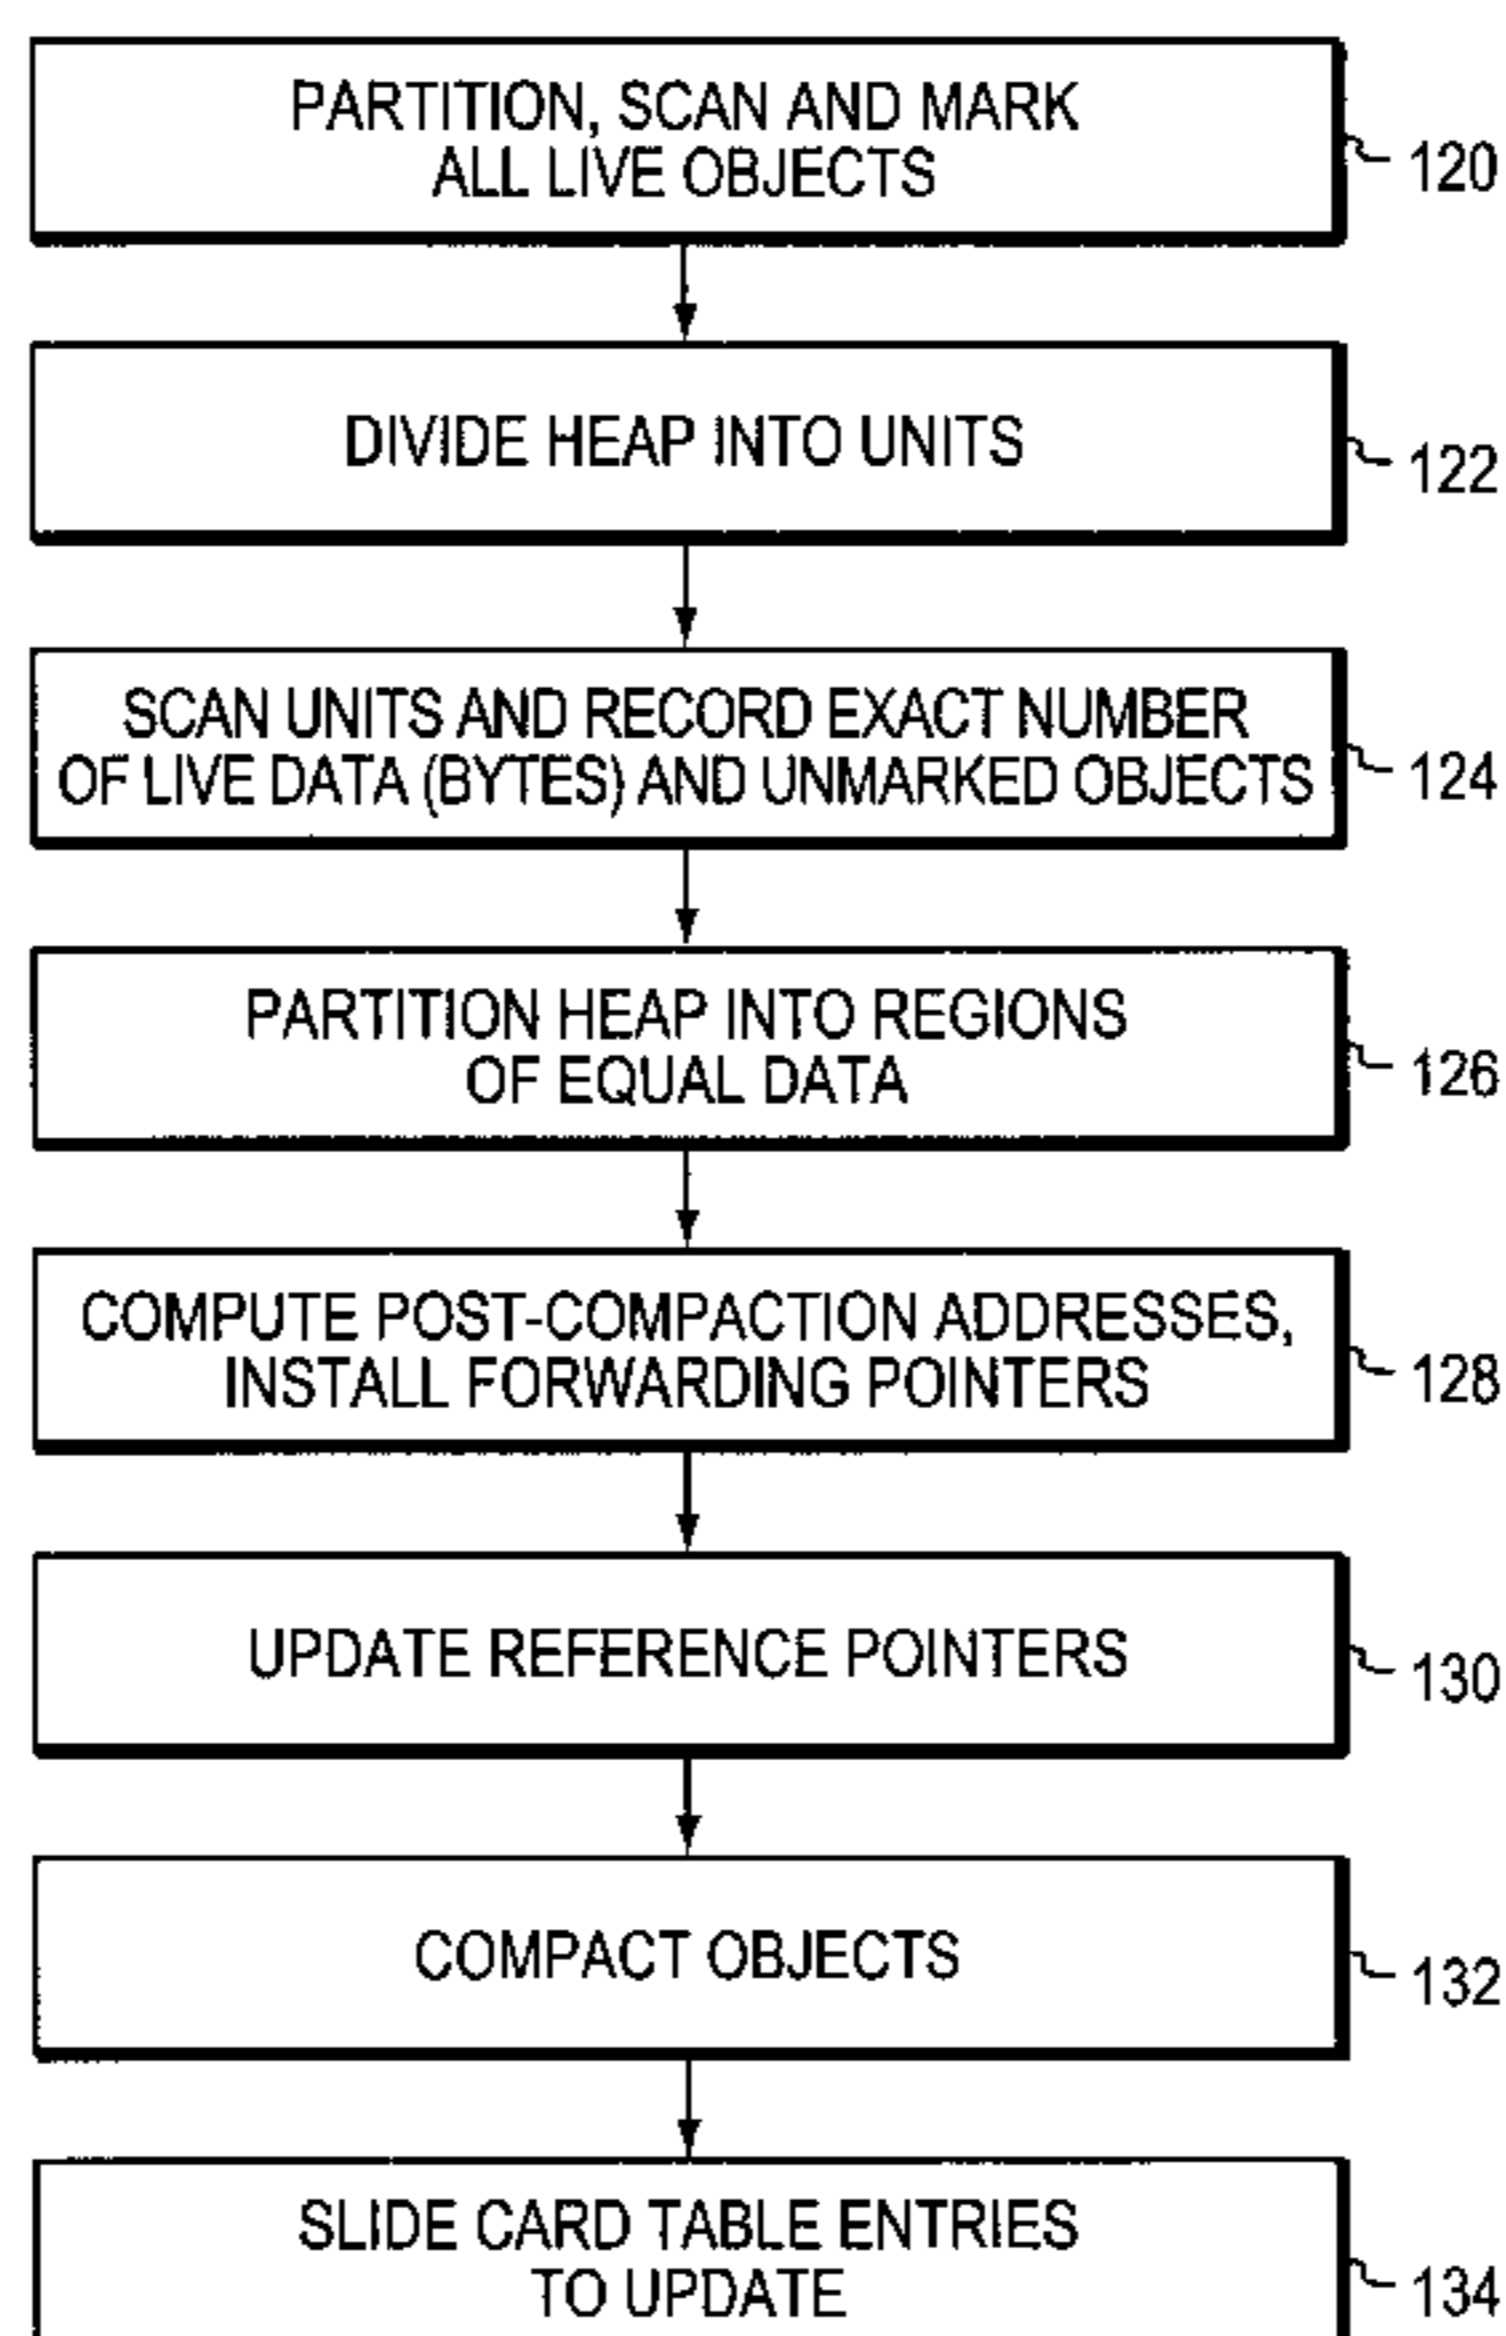 PARTITION, SCAN AND MARK
ALL LIVE OBJECTS
120
DIVIDE HEAP INTO UNITS
122
SCAN UNITS AND RECORD EXACT NUMBER
OF LIVE DATA (BYTES) AND UNMARKED OBJECTS
124
PARTITION HEAP INTO REGIONS
OF EQUAL DATA
126
COMPUTE POST-COMPACTION ADDRESSES,
INSTALL FORWARDING POINTERS
128
UPDATE REFERENCE POINTERS
130
COMPACT OBJECTS
132
SLIDE CARD TABLE ENTRIES
TO UPDATE
134